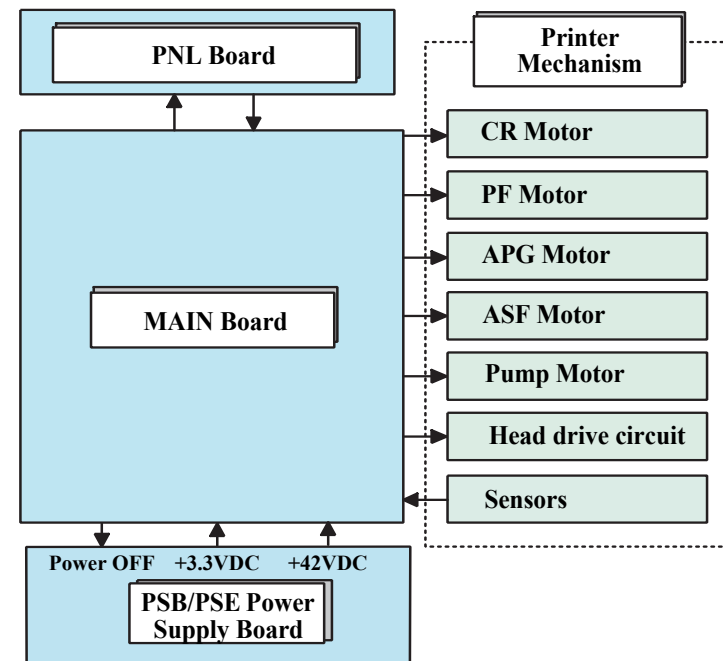 PNL Board
Printer
Mechanism
CR Motor
PF Motor
APG Motor
MAIN Board
ASF Motor
Pump Motor
Head drive circuit
Sensors
Power OFF +3.3VDC +42VDC
PSB/PSE Power
Supply Board